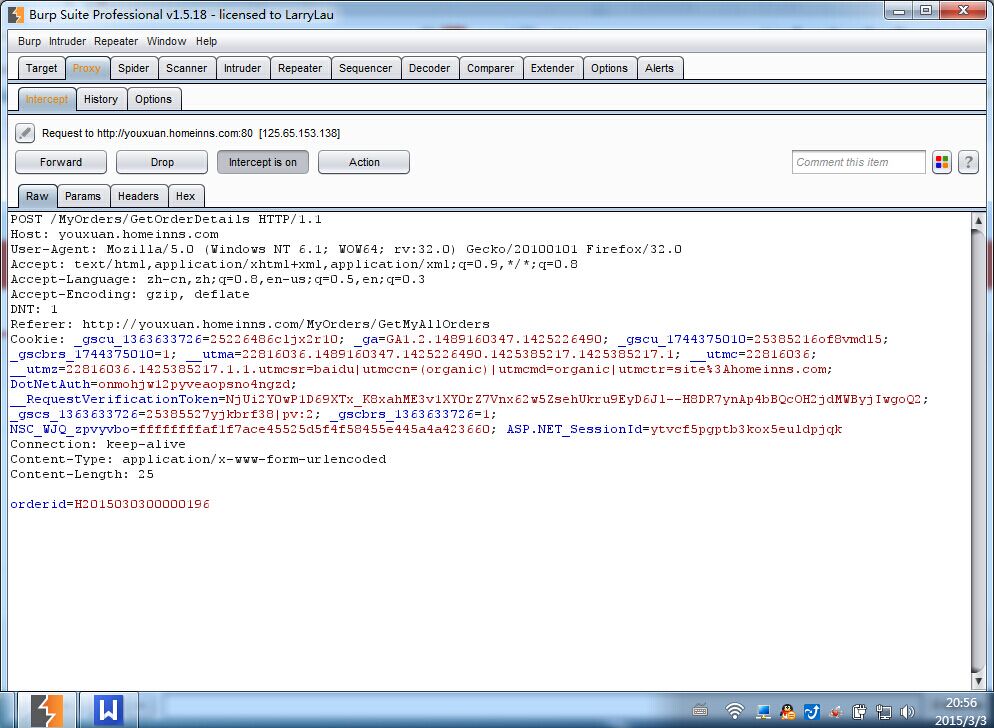 Burp Suite Professional v1.5.18 - licensed to LarryLau
Burp Intruder Repeater Window Help
Target Proxy Spider Scanner Intruder Repeater Sequencer Decoder Comparer Extender Options Alerts
Intercept History Options
Request to http://youxuan.homeinns.com:80 [125.65.153.138]
Forward Drop Intercept is on Action Comment this item ?
Raw Params Headers Hex
POST /MyOrders/GetOrderDetails HTTP/1.1
Host: youxuan.homeinns.com
User-Agent: Mozilla/5.0 (Windows NT 6.1; WOW64; rv:32.0) Gecko/20100101 Firefox/32.0
Accept: text/html,application/xhtml+xml,application/xml;q=0.9,*/*;q=0.8
Accept-Language: zh-cn,zh;q=0.8,en-us;q=0.5,en;q=0.3
Accept-Encoding: gzip, deflate
DNT: 1
Referer: http://youxuan.homeinns.com/MyOrders/GetMyAllOrders
Cookie: _gscu_1363633726=25226486cljx2r10; _ga=GA1.2.1489160347.1425226490; _gscu_1744375010=25385216of8vmd15;
_gscbrs_1744375010=1; __utma=22816036.1489160347.1425226490.1425385217.1425385217.1; __utmc=22816036;
__utmz=22816036.1425385217.1.1.utmcsr=baidu|utmccn=(organic)|utmcmd=organic|utmctr=site%3Ahomeinns.com;
DotNetAuth=onmohjw12pyveaopsno4ngzd;
__RequestVerificationToken=NjUi2YOwP1D69XTx_K8xahME3v1XYOrZ7Vnx62w5ZsehUkru9EyD6J1--H8DR7ynAp4bBQcOH2jdMWByjIwgoQ2;
_gscs_1363633726=25385527yjkbrf38|pv:2; _gscbrs_1363633726=1;
NSC_WJQ_zpvyvbo=ffffffffaf1f7ace45525d5f4f58455e445a4a423660; ASP.NET_SessionId=ytvcf5pgptb3kox5euldpjqk
Connection: keep-alive
Content-Type: application/x-www-form-urlencoded
Content-Length: 25
orderid=H2015030300000196
W
20:56
2015/3/3